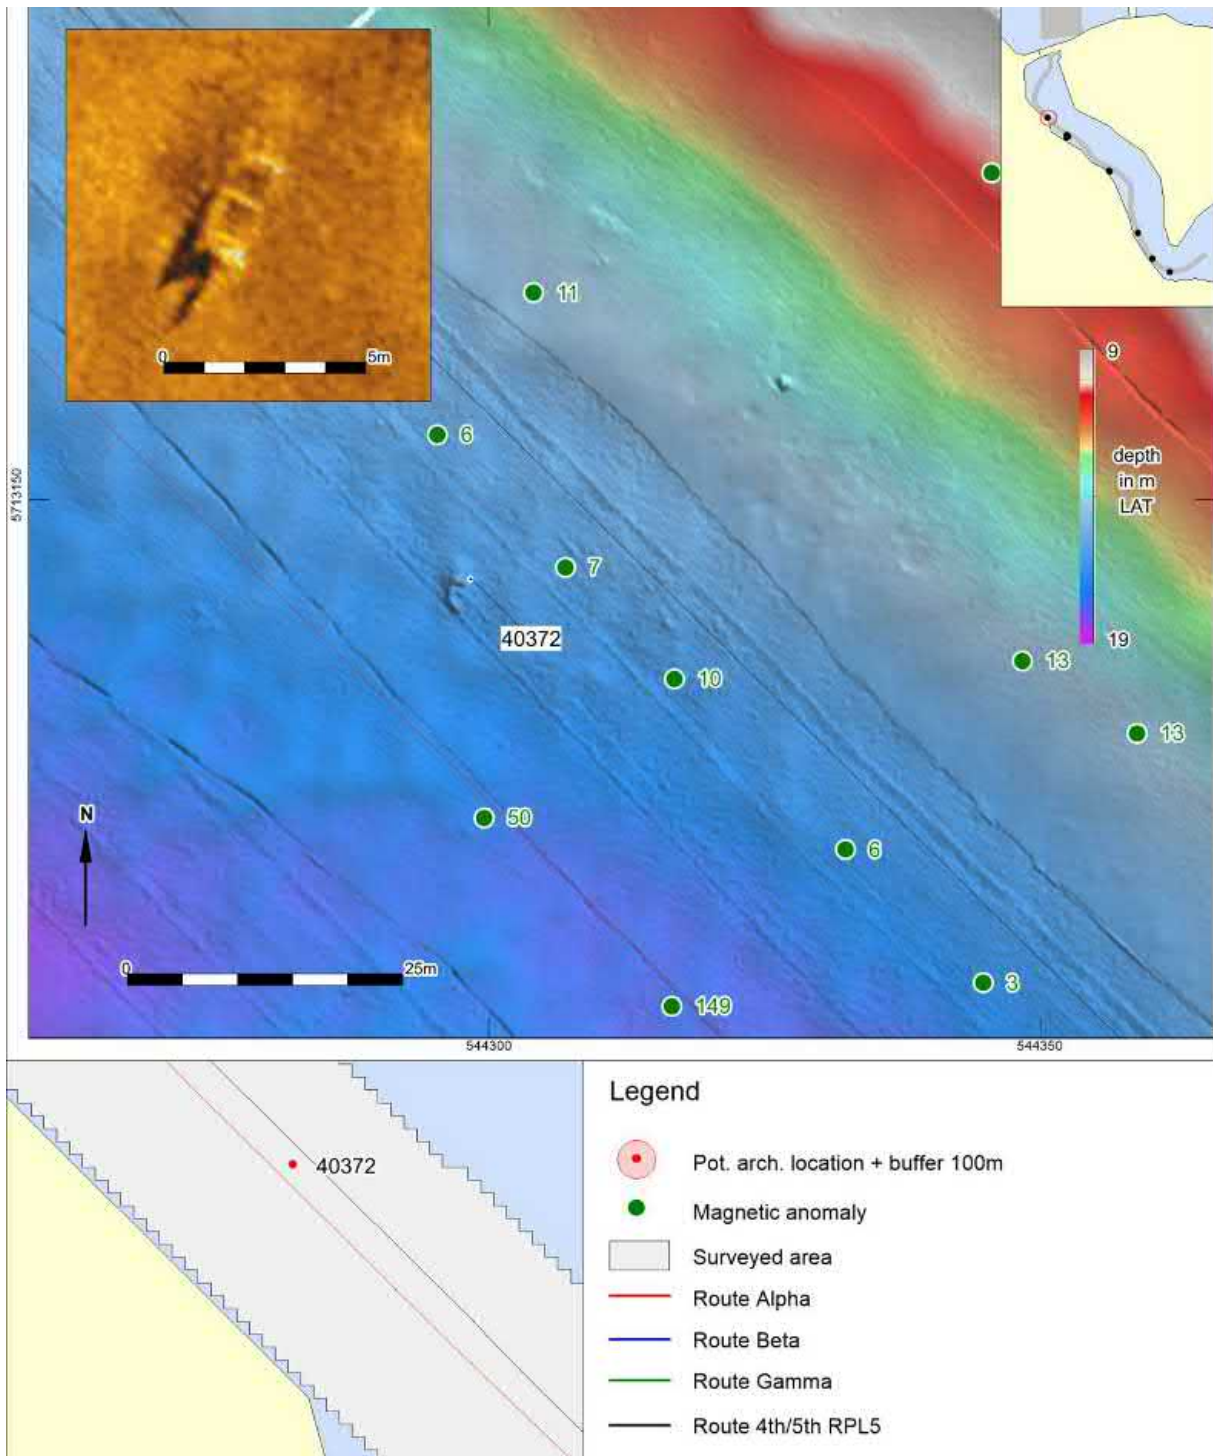 0 5m
11
6
9
depth
in m
LAT
19
5713150
7
40372
10
13
13
50
N
6
0 25m
3
149
544300 544350
40372
Legend
Pot. arch. location + buffer 100m
Magnetic anomaly
Surveyed area
Route Alpha
Route Beta
Route Gamma
Route 4th/5th RPL5